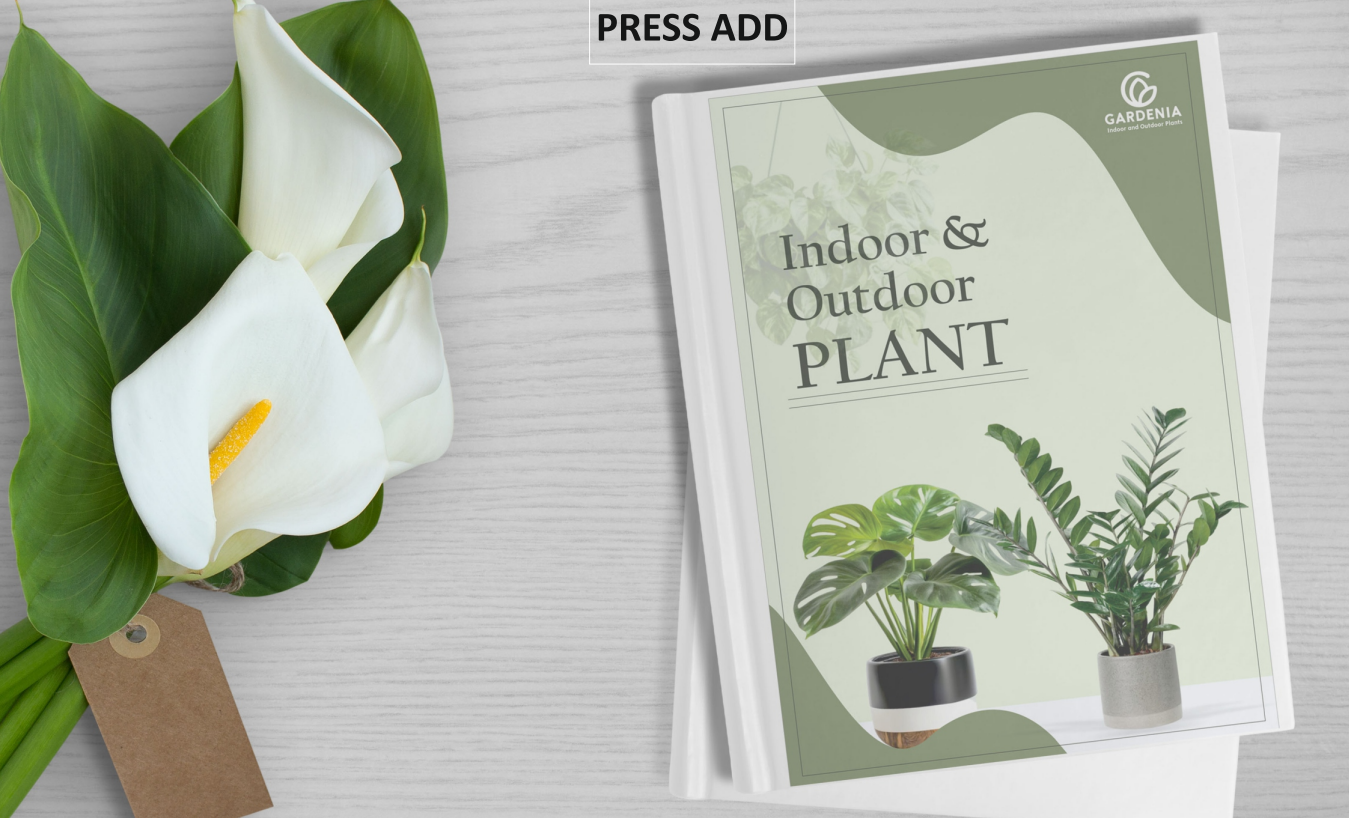 PRESS ADD
GARDENIA
Indoor and Outdoor Plants
Indoor &
Outdoor
PLANT